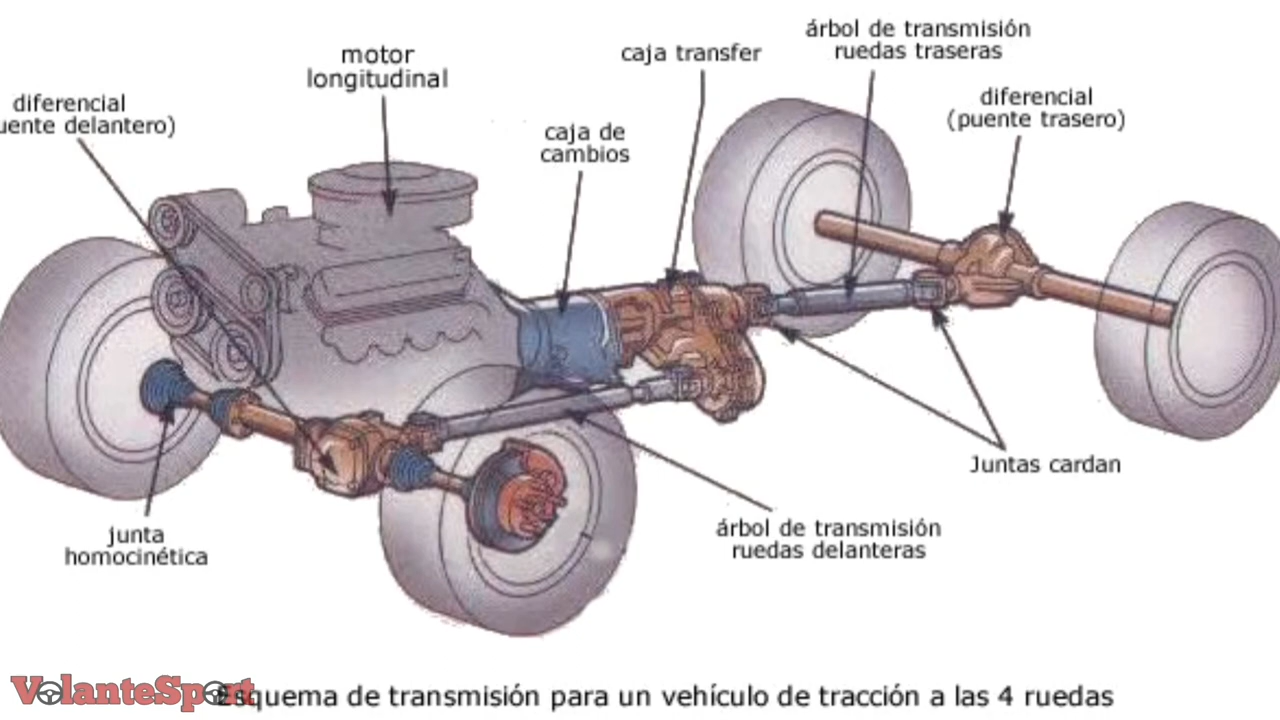 árbol de transmisión
ruedas traseras
caja transfer
motor
longitudinal
diferencial
(puente trasero)
diferencial
uente delantero)
caja de
cambios
Juntas cardan
árbol de transmisión
ruedas delanteras
junta
homocinética
VolanteSport
Esquema de transmisión para un vehículo de tracción a las 4 ruedas